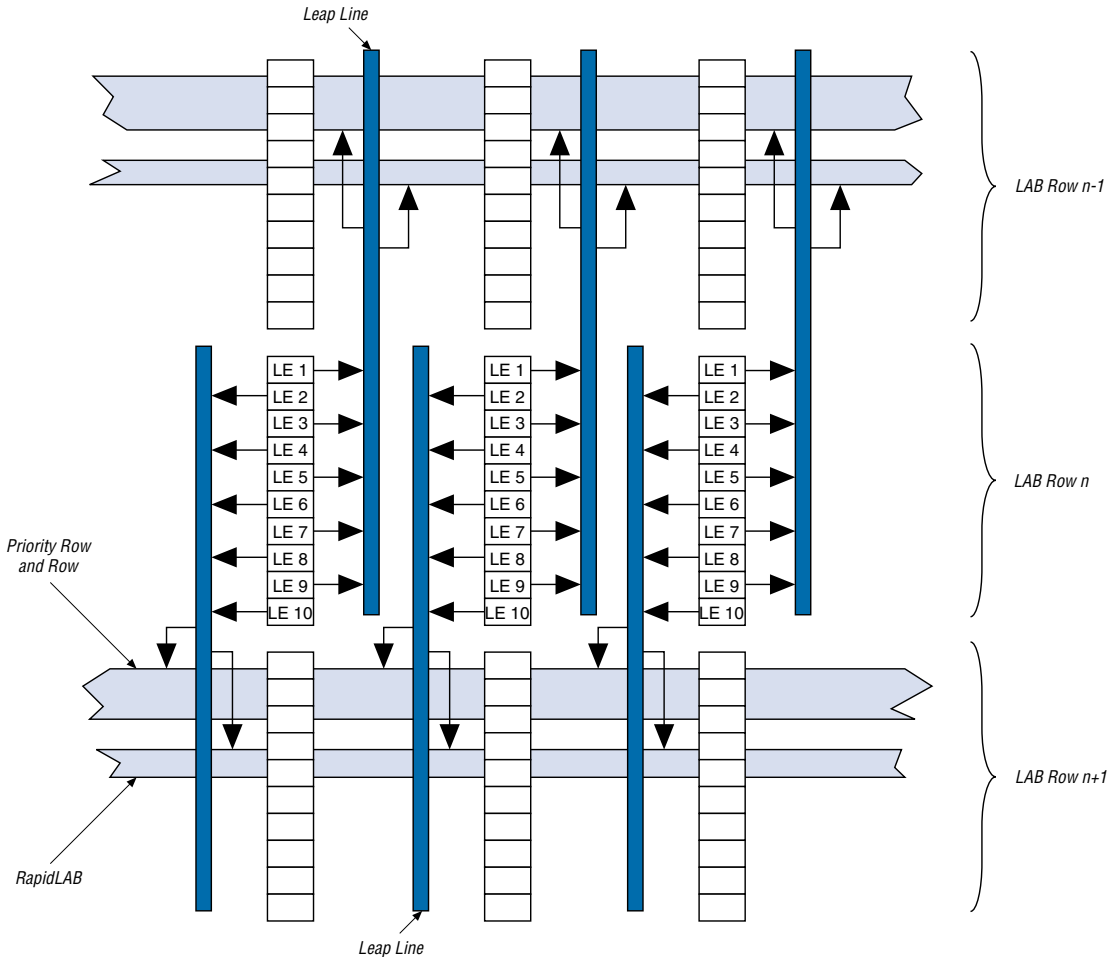 Leap Line
LAB Row n-1
LE 1 LE 1 LE 1
LE 2 LE 2 LE 2
LE 3 LE 3 LE 3
LE 4 LE 4 LE 4
LE 5 LE 5 LE 5
LE 6 LE 6 LE 6
LE 7 LE 7 LE 7
LE 8 LE 8 LE 8
LE 9 LE 9 LE 9
LE 10 LE 10 LE 10
LAB Row n
Priority Row
and Row
LAB Row n+1
RapidLAB
Leap Line